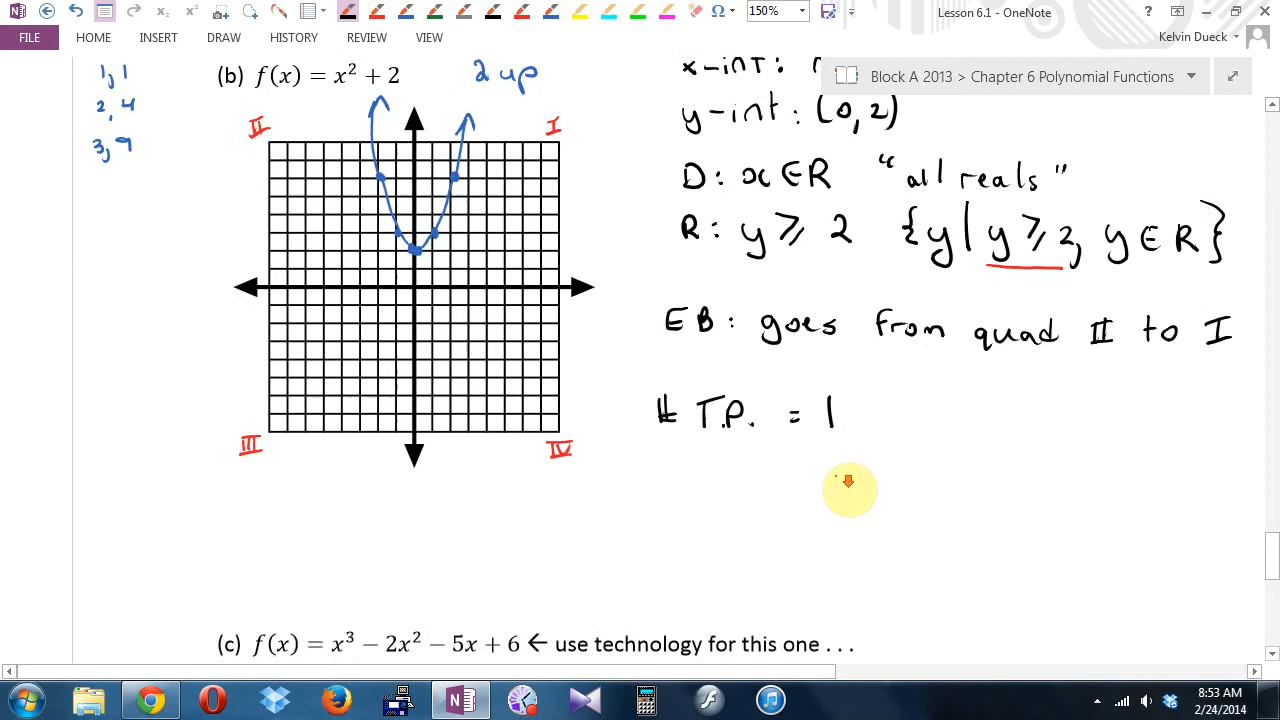 150%
Lesson 6.1 - OneNote
FILE
HOME
INSERT
DRAW
HISTORY
REVIEW
VIEW
Kelvin Dueck
Block A 2013 > Chapter 6 Polynomial Functions
1, 1
2, 4
3, 9
(b) f(x) = x² + 2
2 up
II
I
III
IV
x-int:
y-int: (0, 2)
D: x ∈ R "all reals"
R: y ≥ 2 {y | y ≥ 2, y ∈ R}
EB: goes from quad II to I
# T.P. = 1
(c) f(x) = x³ − 2x² − 5x + 6 ← use technology for this one . . .
8:53 AM
2/24/2014